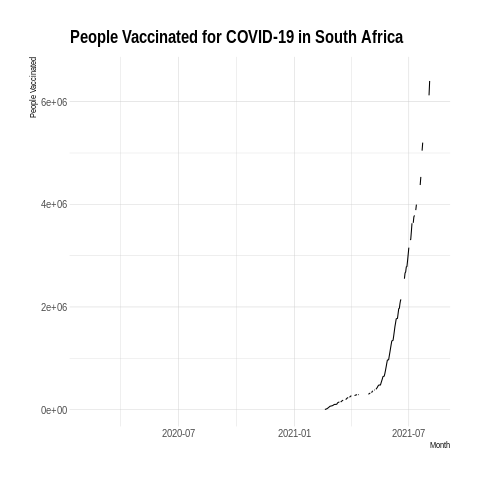 People Vaccinated for COVID-19 in South Africa
People Vaccinated
6e+06
4e+06
2e+06
0e+00
2020-07
2021-01
2021-07
Month